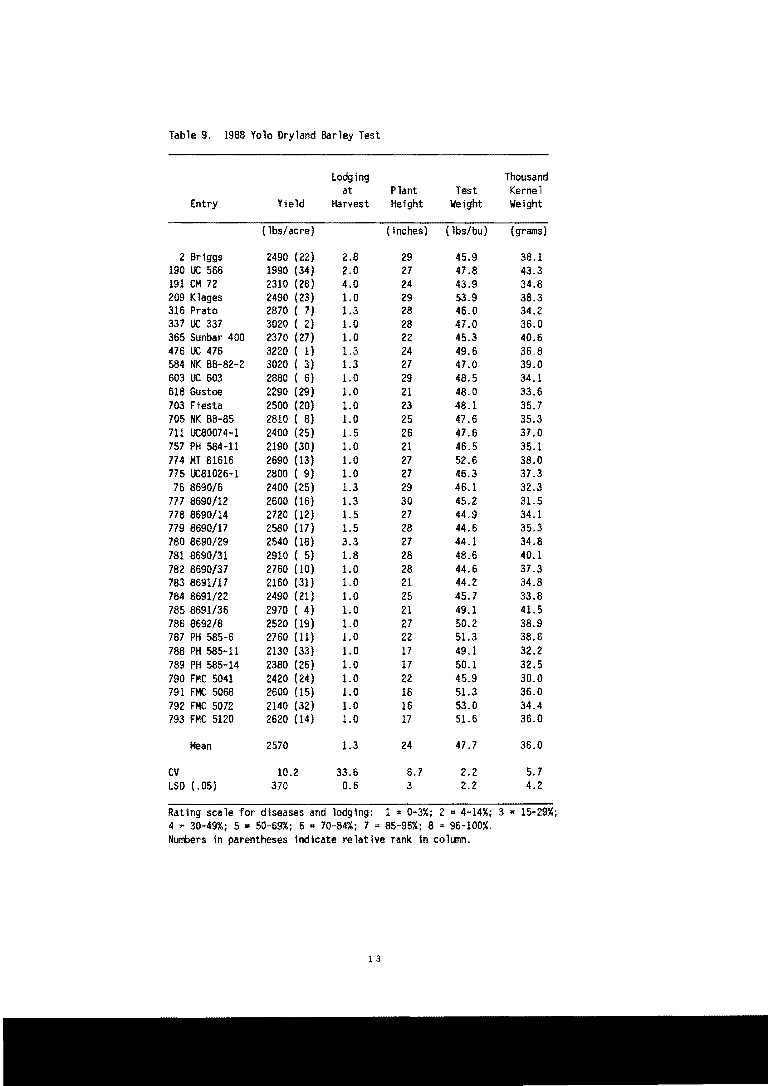 Table 9. 1988 Yolo Dryland Barley Test
Lodging Thousand
at Plant Test Kernel
Entry Yield Harvest Height Weight Weight
(lbs/acre) (inches) (lbs/bu) (grams)
2 Briggs 2490 (22) 2.8 29 45.9 38.1
190 UC 566 1990 (34) 2.0 27 47.8 43.3
191 CM 72 2310 (28) 4.0 24 43.9 34.8
209 Klages 2490 (23) 1.0 29 53.9 38.3
316 Prato 2870 ( 7) 1.3 28 46.0 34.2
337 UC 337 3020 ( 2) 1.0 28 47.0 36.0
365 Sunbar 400 2370 (27) 1.0 22 45.3 40.6
476 UC 476 3220 ( 1) 1.3 24 49.6 36.8
584 NK BB-82-2 3020 ( 3) 1.3 27 47.0 39.0
603 UC 603 2880 ( 6) 1.0 29 48.5 34.1
618 Gustoe 2290 (29) 1.0 21 48.0 33.6
703 Fiesta 2500 (20) 1.0 23 48.1 35.7
705 NK BB-85 2810 ( 8) 1.0 25 47.6 35.3
711 UC80074-1 2400 (25) 1.5 26 47.6 37.0
757 PH 584-11 2190 (30) 1.0 21 46.5 35.1
774 MT 81616 2690 (13) 1.0 27 52.6 38.0
775 UC81026-1 2800 ( 9) 1.0 27 46.3 37.3
76 8690/6 2400 (25) 1.3 29 46.1 32.3
777 8690/12 2600 (16) 1.3 30 45.2 31.5
778 8690/14 2720 (12) 1.5 27 44.9 34.1
779 8690/17 2580 (17) 1.5 28 44.6 35.3
780 8690/29 2540 (18) 3.3 27 44.1 34.8
781 8690/31 2910 ( 5) 1.8 28 48.6 40.1
782 8690/37 2760 (10) 1.0 28 44.6 37.3
783 8691/17 2160 (31) 1.0 21 44.2 34.8
784 8691/22 2490 (21) 1.0 25 45.7 33.8
785 8691/36 2970 ( 4) 1.0 21 49.1 41.5
786 8692/8 2520 (19) 1.0 27 50.2 38.9
787 PH 585-6 2760 (11) 1.0 22 51.3 38.8
788 PH 585-11 2130 (33) 1.0 17 49.1 32.2
789 PH 585-14 2380 (26) 1.0 17 50.1 32.5
790 FMC 5041 2420 (24) 1.0 22 45.9 30.0
791 FMC 5068 2600 (15) 1.0 18 51.3 36.0
792 FMC 5072 2140 (32) 1.0 16 53.0 34.4
793 FMC 5120 2620 (14) 1.0 17 51.6 36.0
Mean 2570 1.3 24 47.7 36.0
CV 10.2 33.6 6.7 2.2 5.7
LSD (.05) 370 0.6 3 2.2 4.2
Rating scale for diseases and lodging: 1 = 0-3%; 2 = 4-14%; 3 = 15-29%;
4 = 30-49%; 5 = 50-69%; 6 = 70-84%; 7 = 85-95%; 8 = 96-100%.
Numbers in parentheses indicate relative rank in column.
13